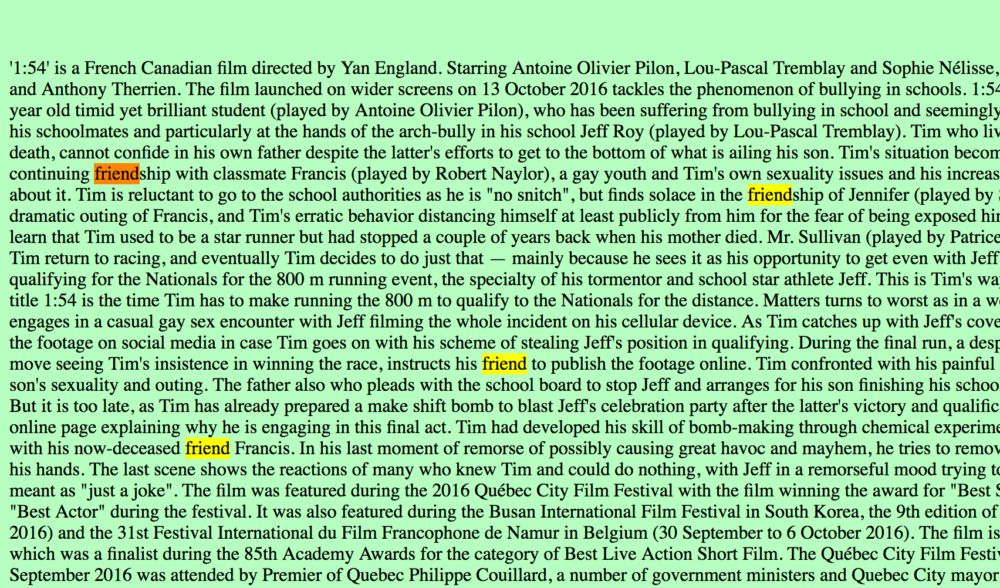 '1:54' is a French Canadian film directed by Yan England. Starring Antoine Olivier Pilon, Lou-Pascal Tremblay and Sophie Nélisse,
and Anthony Therrien. The film launched on wider screens on 13 October 2016 tackles the phenomenon of bullying in schools. 1:54
year old timid yet brilliant student (played by Antoine Olivier Pilon), who has been suffering from bullying in school and seemingly
his schoolmates and particularly at the hands of the arch-bully in his school Jeff Roy (played by Lou-Pascal Tremblay). Tim who liv
death, cannot confide in his own father despite the latter's efforts to get to the bottom of what is ailing his son. Tim's situation becom
continuing friendship with classmate Francis (played by Robert Naylor), a gay youth and Tim's own sexuality issues and his increas
about it. Tim is reluctant to go to the school authorities as he is "no snitch", but finds solace in the friendship of Jennifer (played by
dramatic outing of Francis, and Tim's erratic behavior distancing himself at least publicly from him for the fear of being exposed him
learn that Tim used to be a star runner but had stopped a couple of years back when his mother died. Mr. Sullivan (played by Patrice
Tim return to racing, and eventually Tim decides to do just that — mainly because he sees it as his opportunity to get even with Jeff
qualifying for the Nationals for the 800 m running event, the specialty of his tormentor and school star athlete Jeff. This is Tim's way
title 1:54 is the time Tim has to make running the 800 m to qualify to the Nationals for the distance. Matters turns to worst as in a
engages in a casual gay sex encounter with Jeff filming the whole incident on his cellular device. As Tim catches up with Jeff's cove
the footage on social media in case Tim goes on with his scheme of stealing Jeff's position in qualifying. During the final run, a desp
move seeing Tim's insistence in winning the race, instructs his friend to publish the footage online. Tim confronted with his painful
son's sexuality and outing. The father also who pleads with the school board to stop Jeff and arranges for his son finishing his school
But it is too late, as Tim has already prepared a make shift bomb to blast Jeff's celebration party after the latter's victory and qualific
online page explaining why he is engaging in this final act. Tim had developed his skill of bomb-making through chemical experime
with his now-deceased friend Francis. In his last moment of remorse of possibly causing great havoc and mayhem, he tries to remov
his hands. The last scene shows the reactions of many who knew Tim and could do nothing, with Jeff in a remorseful mood trying to
meant as "just a joke". The film was featured during the 2016 Québec City Film Festival with the film winning the award for "Best S
"Best Actor" during the festival. It was also featured during the Busan International Film Festival in South Korea, the 9th edition of
2016) and the 31st Festival International du Film Francophone de Namur in Belgium (30 September to 6 October 2016). The film is
which was a finalist during the 85th Academy Awards for the category of Best Live Action Short Film. The Québec City Film Festiv
September 2016 was attended by Premier of Quebec Philippe Couillard, a number of government ministers and Quebec City mayor